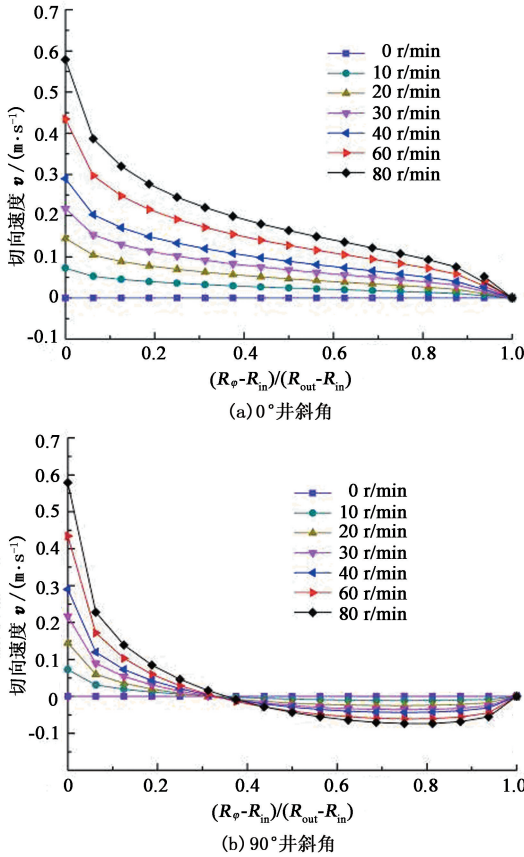 0.7
0.6
0.5
0.4
0.3
0.2
0.1
0
-0.1
切向速度 v/(m·s⁻¹)
0 r/min
10 r/min
20 r/min
30 r/min
40 r/min
60 r/min
80 r/min
0 0.2 0.4 0.6 0.8 1.0
(Rφ-Rin)/(Rout-Rin)
(a)0°井斜角
0.7
0.6
0.5
0.4
0.3
0.2
0.1
0
-0.1
切向速度 v/(m·s⁻¹)
0 r/min
10 r/min
20 r/min
30 r/min
40 r/min
60 r/min
80 r/min
0 0.2 0.4 0.6 0.8 1.0
(Rφ-Rin)/(Rout-Rin)
(b)90°井斜角